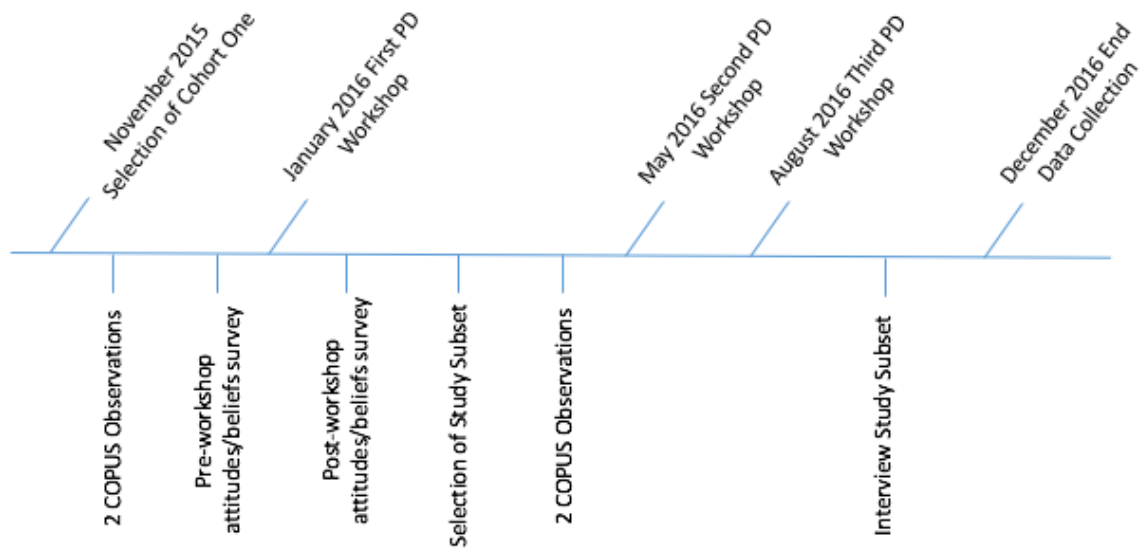 November 2015
Selection of Cohort One
January 2016 First PD
Workshop
May 2016 Second PD
Workshop
August 2016 Third PD
Workshop
December 2016 End
Data Collection
2 COPUS Observations
Pre-workshop
attitudes/beliefs survey
Post-workshop
attitudes/beliefs survey
Selection of Study Subset
2 COPUS Observations
Interview Study Subset